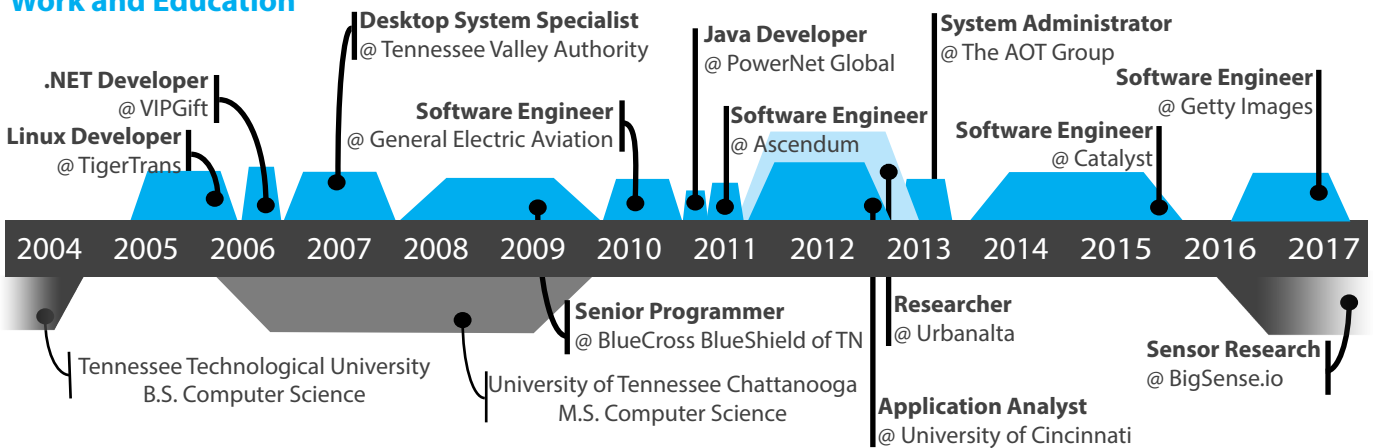 Work and Education
Desktop System Specialist
@ Tennessee Valley Authority
Java Developer
@ PowerNet Global
System Administrator
@ The AOT Group
.NET Developer
@ VIPGift
Software Engineer
@ General Electric Aviation
Software Engineer
@ Getty Images
Linux Developer
@ TigerTrans
Software Engineer
@ Ascendum
Software Engineer
@ Catalyst
2004 2005 2006 2007 2008 2009 2010 2011 2012 2013 2014 2015 2016 2017
Senior Programmer
@ BlueCross BlueShield of TN
Researcher
@ Urbanalta
Tennessee Technological University
B.S. Computer Science
University of Tennessee Chattanooga
M.S. Computer Science
Sensor Research
@ BigSense.io
Application Analyst
@ University of Cincinnati